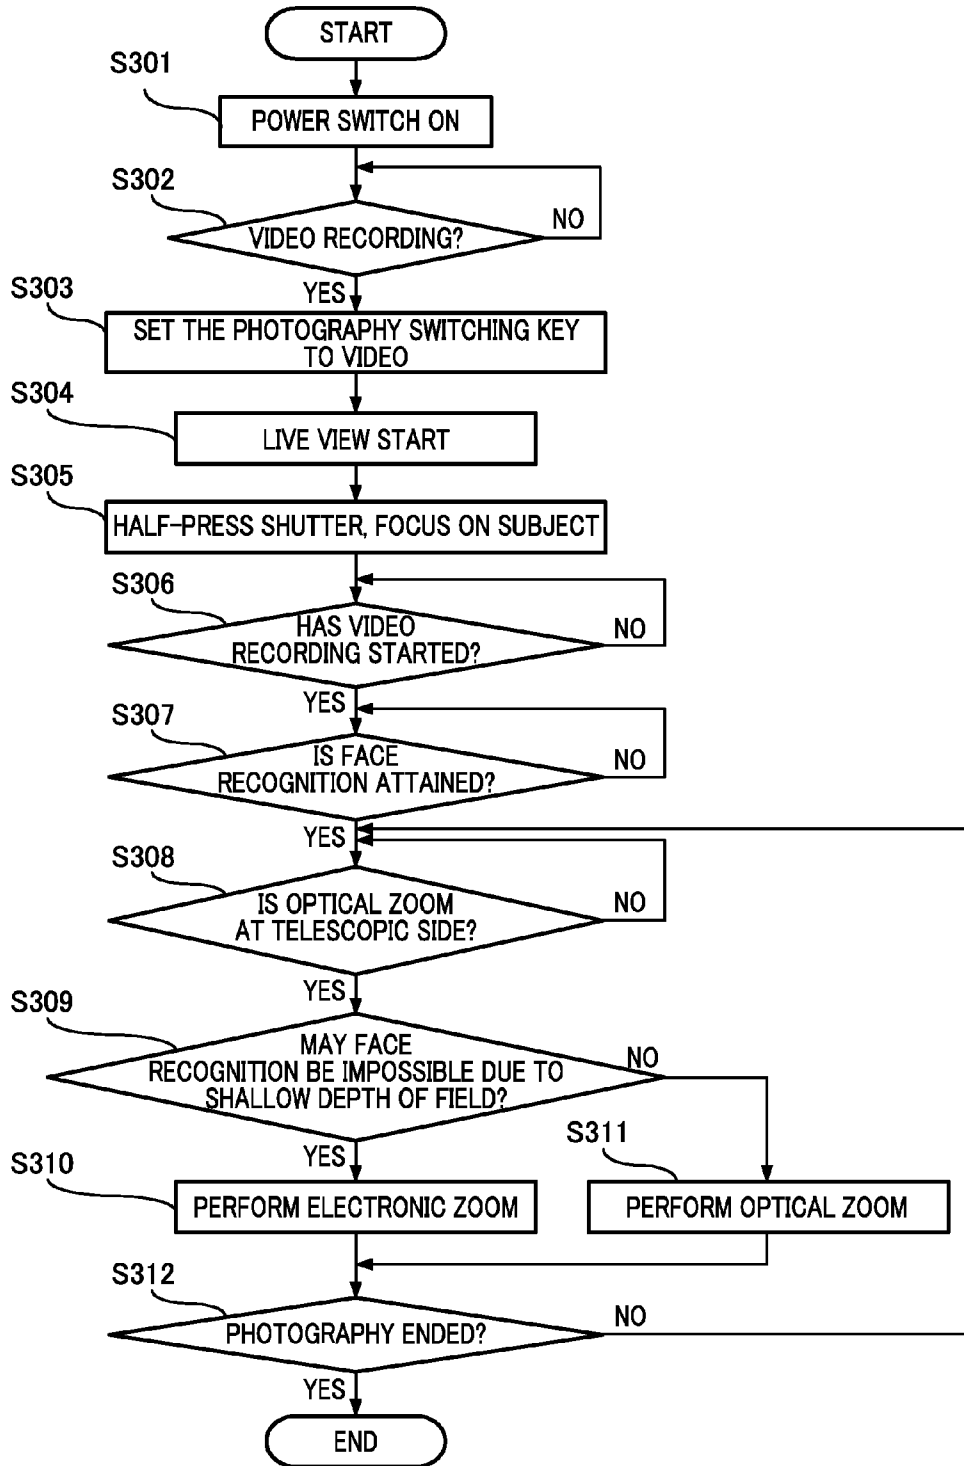 START
S301
POWER SWITCH ON
S302
VIDEO RECORDING?
NO
YES
S303
SET THE PHOTOGRAPHY SWITCHING KEY
TO VIDEO
S304
LIVE VIEW START
S305
HALF-PRESS SHUTTER, FOCUS ON SUBJECT
S306
HAS VIDEO
RECORDING STARTED?
NO
YES
S307
IS FACE
RECOGNITION ATTAINED?
NO
YES
S308
IS OPTICAL ZOOM
AT TELESCOPIC SIDE?
NO
YES
S309
MAY FACE
RECOGNITION BE IMPOSSIBLE DUE TO
SHALLOW DEPTH OF FIELD?
NO
YES
S310
PERFORM ELECTRONIC ZOOM
S311
PERFORM OPTICAL ZOOM
S312
PHOTOGRAPHY ENDED?
NO
YES
END